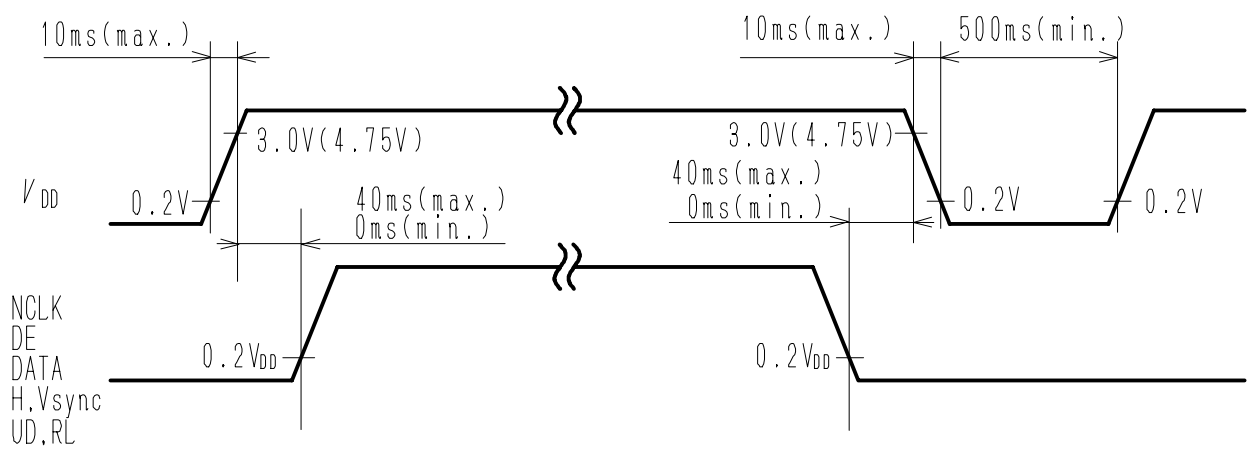 10ms(max.)
10ms(max.)
500ms(min.)
3.0V(4.75V)
3.0V(4.75V)
VDD
0.2V
40ms(max.)
0ms(min.)
40ms(max.)
0ms(min.)
0.2V
0.2V
NCLK
DE
DATA
H,Vsync
UD,RL
0.2VDD
0.2VDD